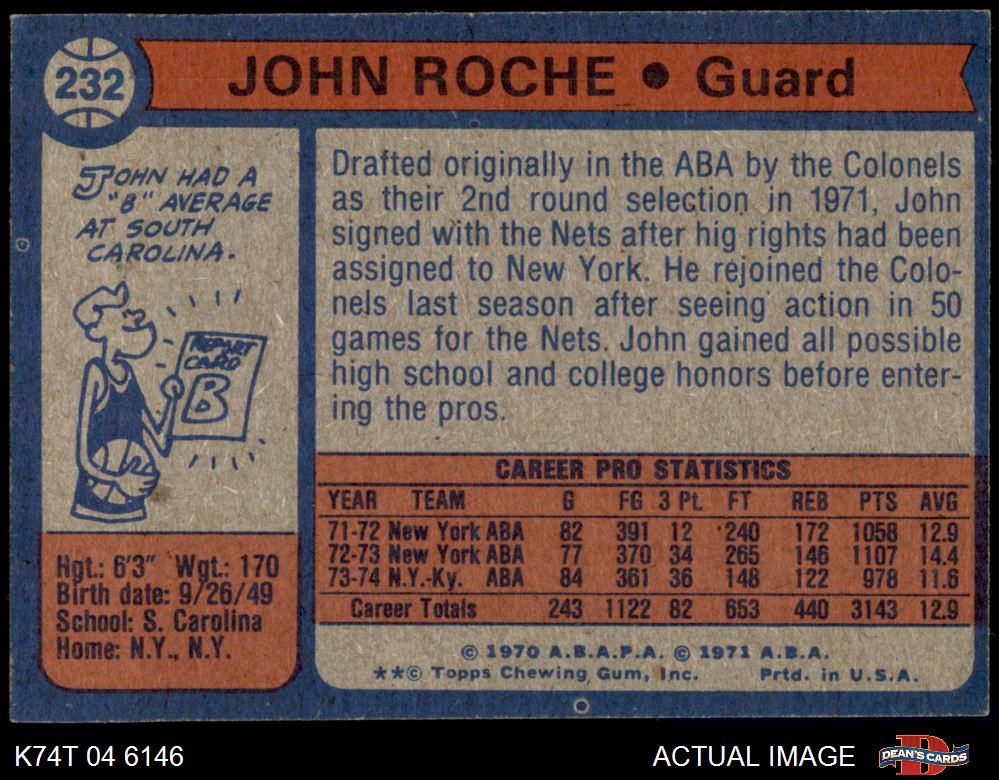 232
JOHN ROCHE • Guard
JOHN HAD A
"B" AVERAGE
AT SOUTH
CAROLINA.
REPORT
CARD
B
Hgt.: 6'3" Wgt.: 170
Birth date: 9/26/49
School: S. Carolina
Home: N.Y., N.Y.
Drafted originally in the ABA by the Colonels
as their 2nd round selection in 1971, John
signed with the Nets after hig rights had been
assigned to New York. He rejoined the Colo-
nels last season after seeing action in 50
games for the Nets. John gained all possible
high school and college honors before enter-
ing the pros.
CAREER PRO STATISTICS
YEAR TEAM G FG 3 Pt. FT REB PTS AVG
71-72 New York ABA 82 391 12 240 172 1058 12.9
72-73 New York ABA 77 370 34 265 146 1107 14.4
73-74 N.Y.-Ky. ABA 84 361 36 148 122 978 11.6
Career Totals 243 1122 82 653 440 3143 12.9
© 1970 A.B.A.P.A. © 1971 A.B.A.
**© Topps Chewing Gum, Inc. Prtd. in U.S.A.
K74T 04 6146
ACTUAL IMAGE
D
DEAN'S CARDS